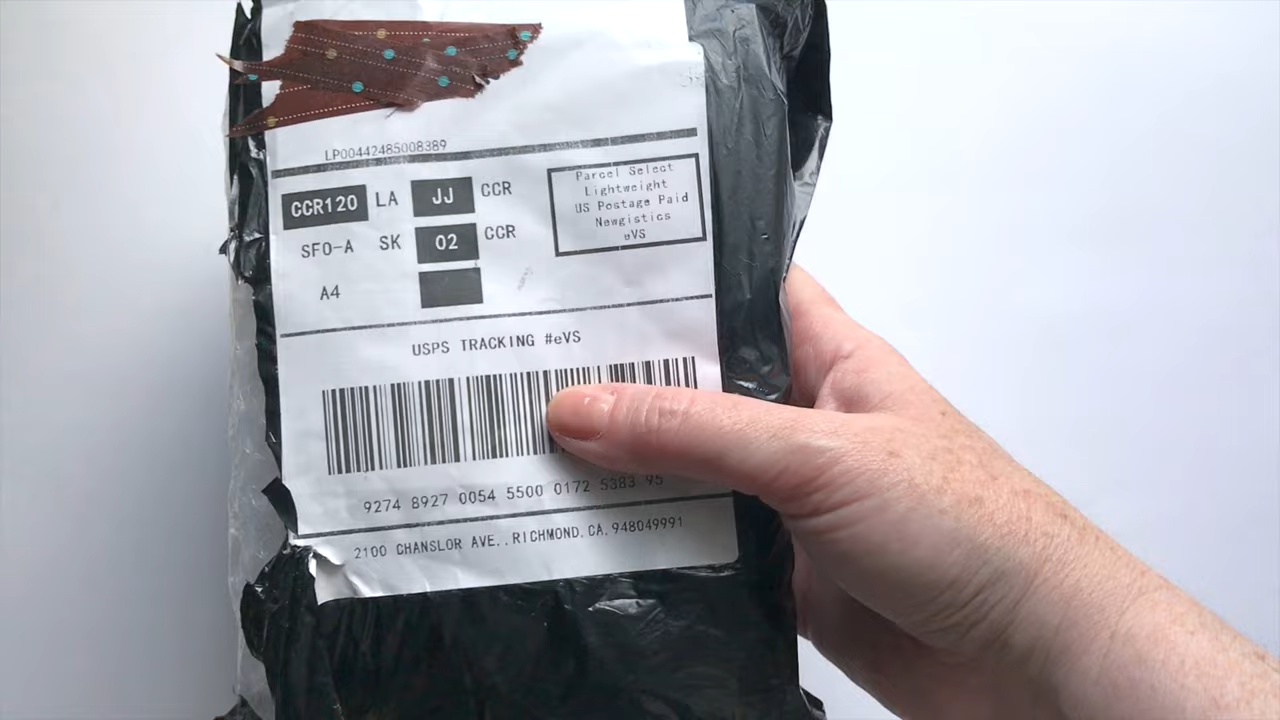 LP00442485008389
CCR120 LA JJ CCR
SFO-A SK 02 CCR
A4
Parcel Select
Lightweight
US Postage Paid
Newgistics
eVS
USPS TRACKING #eVS
9274 8927 0054 5500 0172 5383 95
2100 CHANSLOR AVE,.RICHMOND,CA,948049991